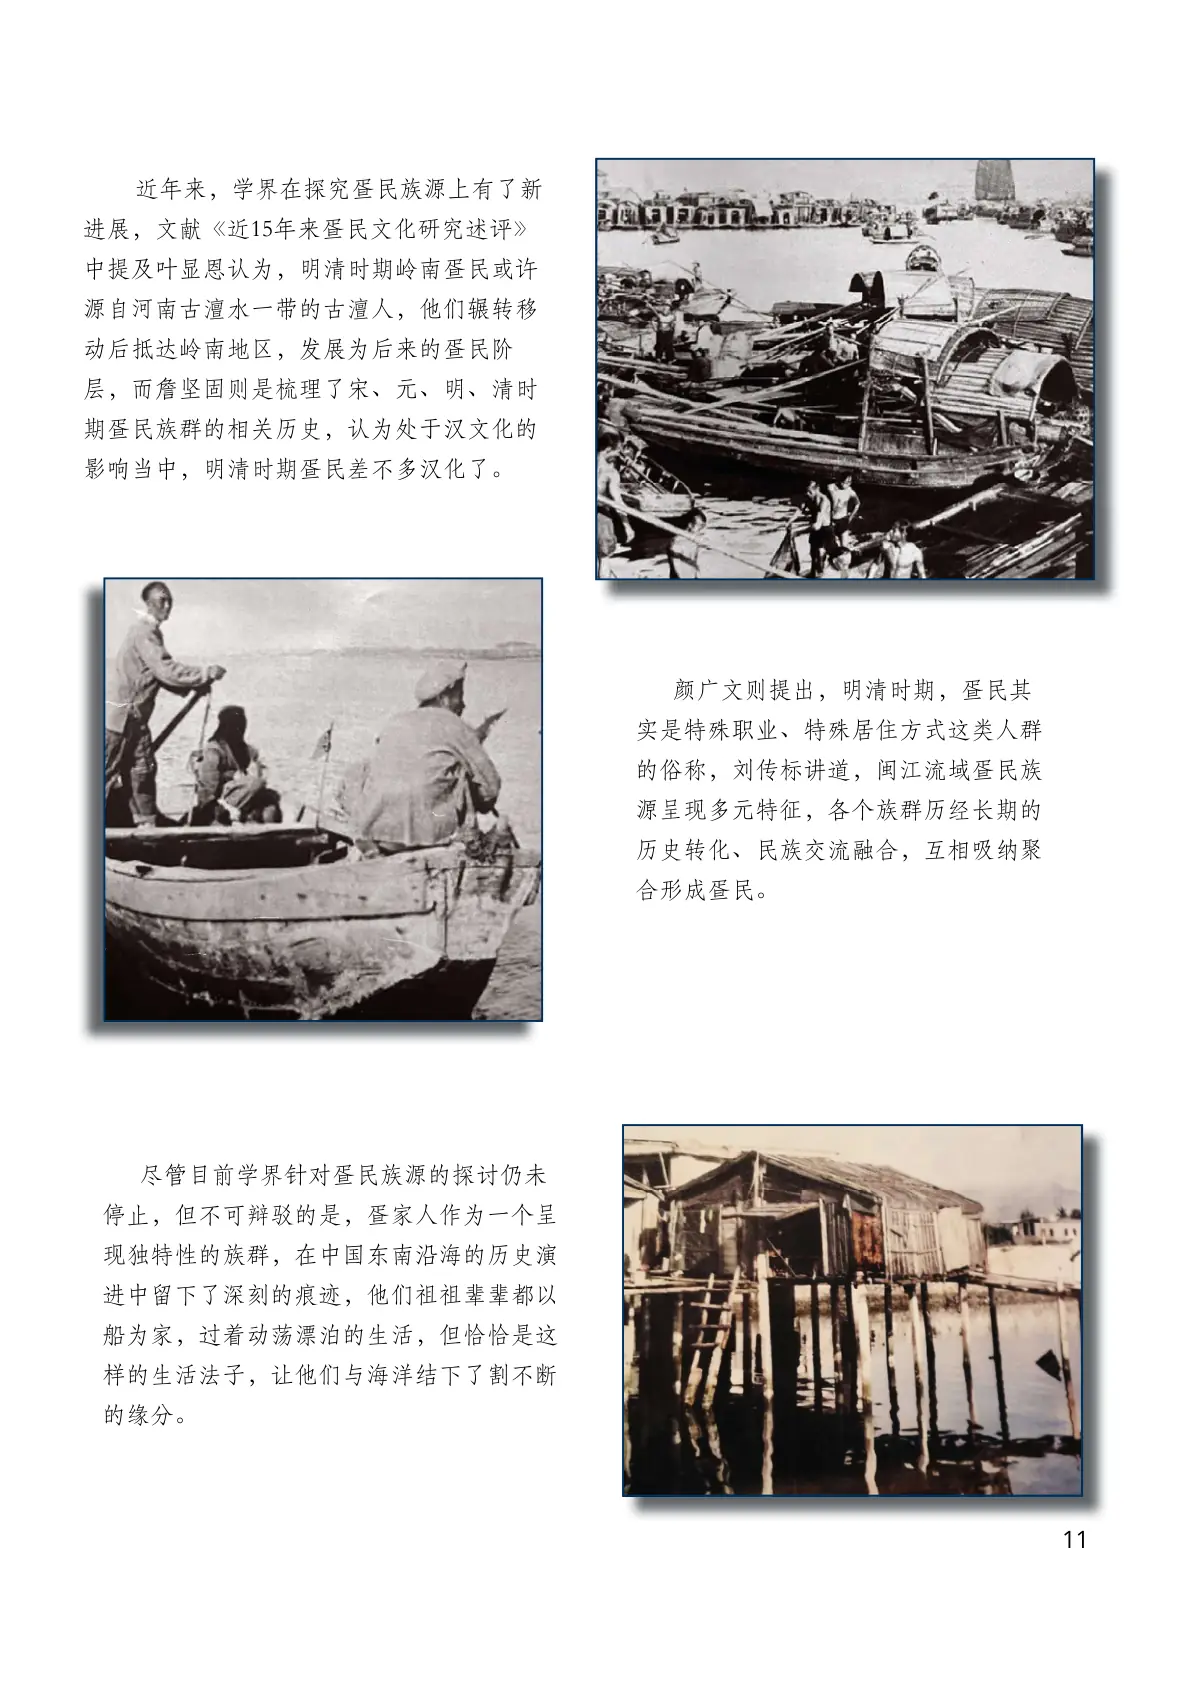 近年来，学界在探究疍民族源上有了新
进展，文献《近15年来疍民文化研究述评》
中提及叶显恩认为，明清时期岭南疍民或许
源自河南古澶水一带的古澶人，他们辗转移
动后抵达岭南地区，发展为后来的疍民阶
层，而詹坚固则是梳理了宋、元、明、清时
期疍民族群的相关历史，认为处于汉文化的
影响当中，明清时期疍民差不多汉化了。
颜广文则提出，明清时期，疍民其
实是特殊职业、特殊居住方式这类人群
的俗称，刘传标讲道，闽江流域疍民族
源呈现多元特征，各个族群历经长期的
历史转化、民族交流融合，互相吸纳聚
合形成疍民。
尽管目前学界针对疍民族源的探讨仍未
停止，但不可辩驳的是，疍家人作为一个呈
现独特性的族群，在中国东南沿海的历史演
进中留下了深刻的痕迹，他们祖祖辈辈都以
船为家，过着动荡漂泊的生活，但恰恰是这
样的生活法子，让他们与海洋结下了割不断
的缘分。
11